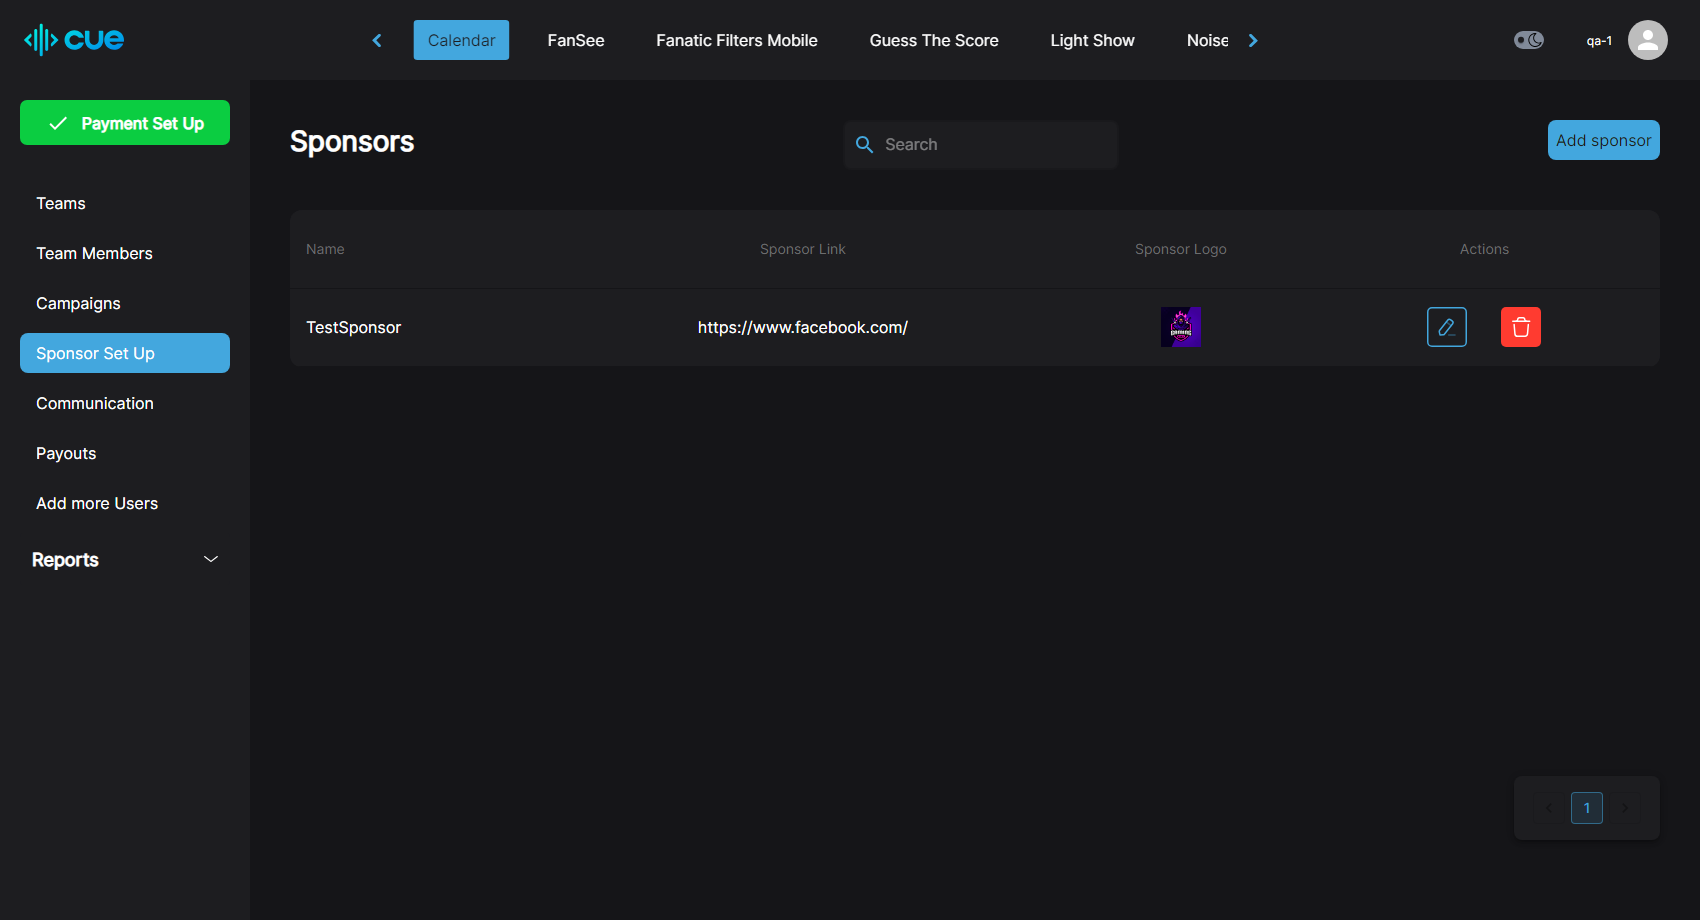 cue
Calendar
FanSee
Fanatic Filters Mobile
Guess The Score
Light Show
Noise
qa-1
Payment Set Up
Teams
Team Members
Campaigns
Sponsor Set Up
Communication
Payouts
Add more Users
Reports
Sponsors
Search
Add sponsor
Name
Sponsor Link
Sponsor Logo
Actions
TestSponsor
https://www.facebook.com/
GAMING
1